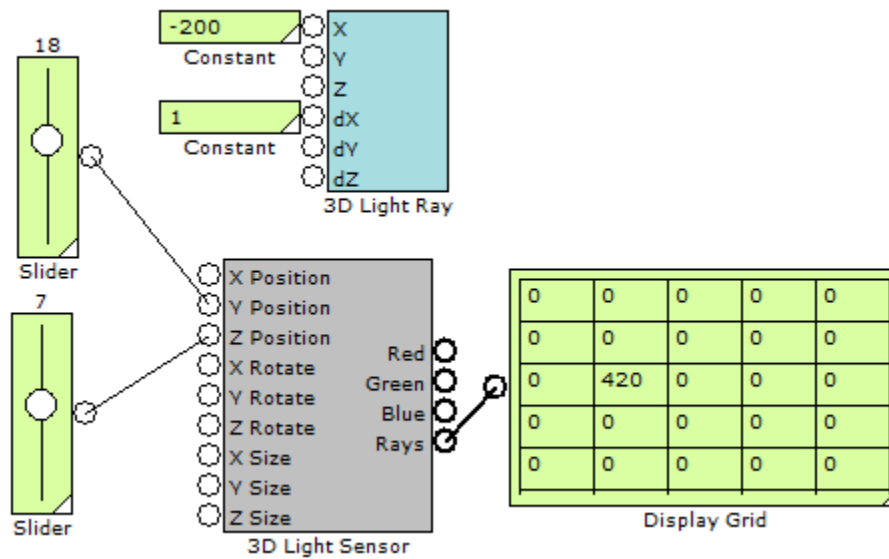 18
Slider
7
Slider
-200
Constant
1
Constant
X
Y
Z
dX
dY
dZ
3D Light Ray
X Position
Y Position
Z Position
X Rotate
Y Rotate
Z Rotate
X Size
Y Size
Z Size
Red
Green
Blue
Rays
3D Light Sensor
0 0 0 0 0
0 0 0 0 0
0 420 0 0 0
0 0 0 0 0
0 0 0 0 0
Display Grid